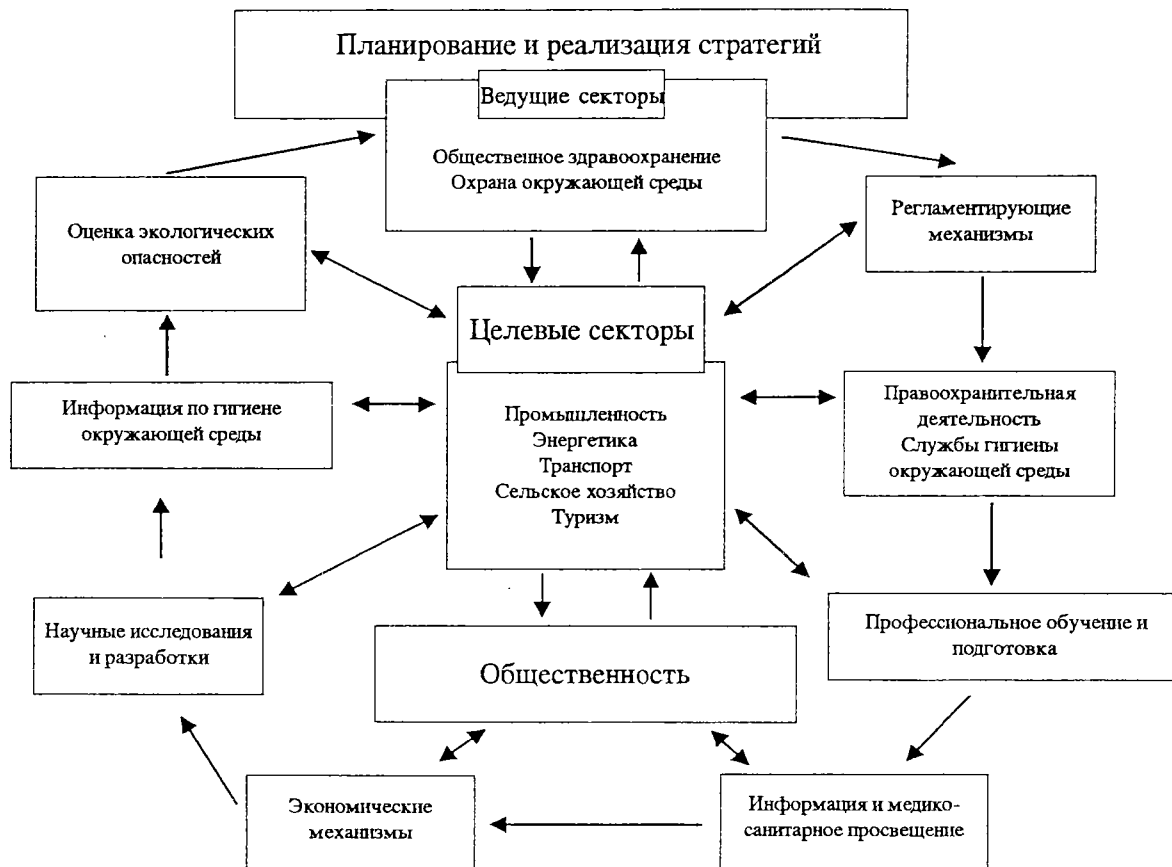 Планирование и реализация стратегий
Ведущие секторы
Общественное здравоохранение
Охрана окружающей среды
Оценка экологических
опасностей
Регламентирующие
механизмы
Целевые секторы
Информация по гигиене
окружающей среды
Промышленность
Энергетика
Транспорт
Сельское хозяйство
Туризм
Правоохранительная
деятельность
Службы гигиены
окружающей среды
Научные исследования
и разработки
Профессиональное обучение и
подготовка
Общественность
Экономические
механизмы
Информация и медико-
санитарное просвещение